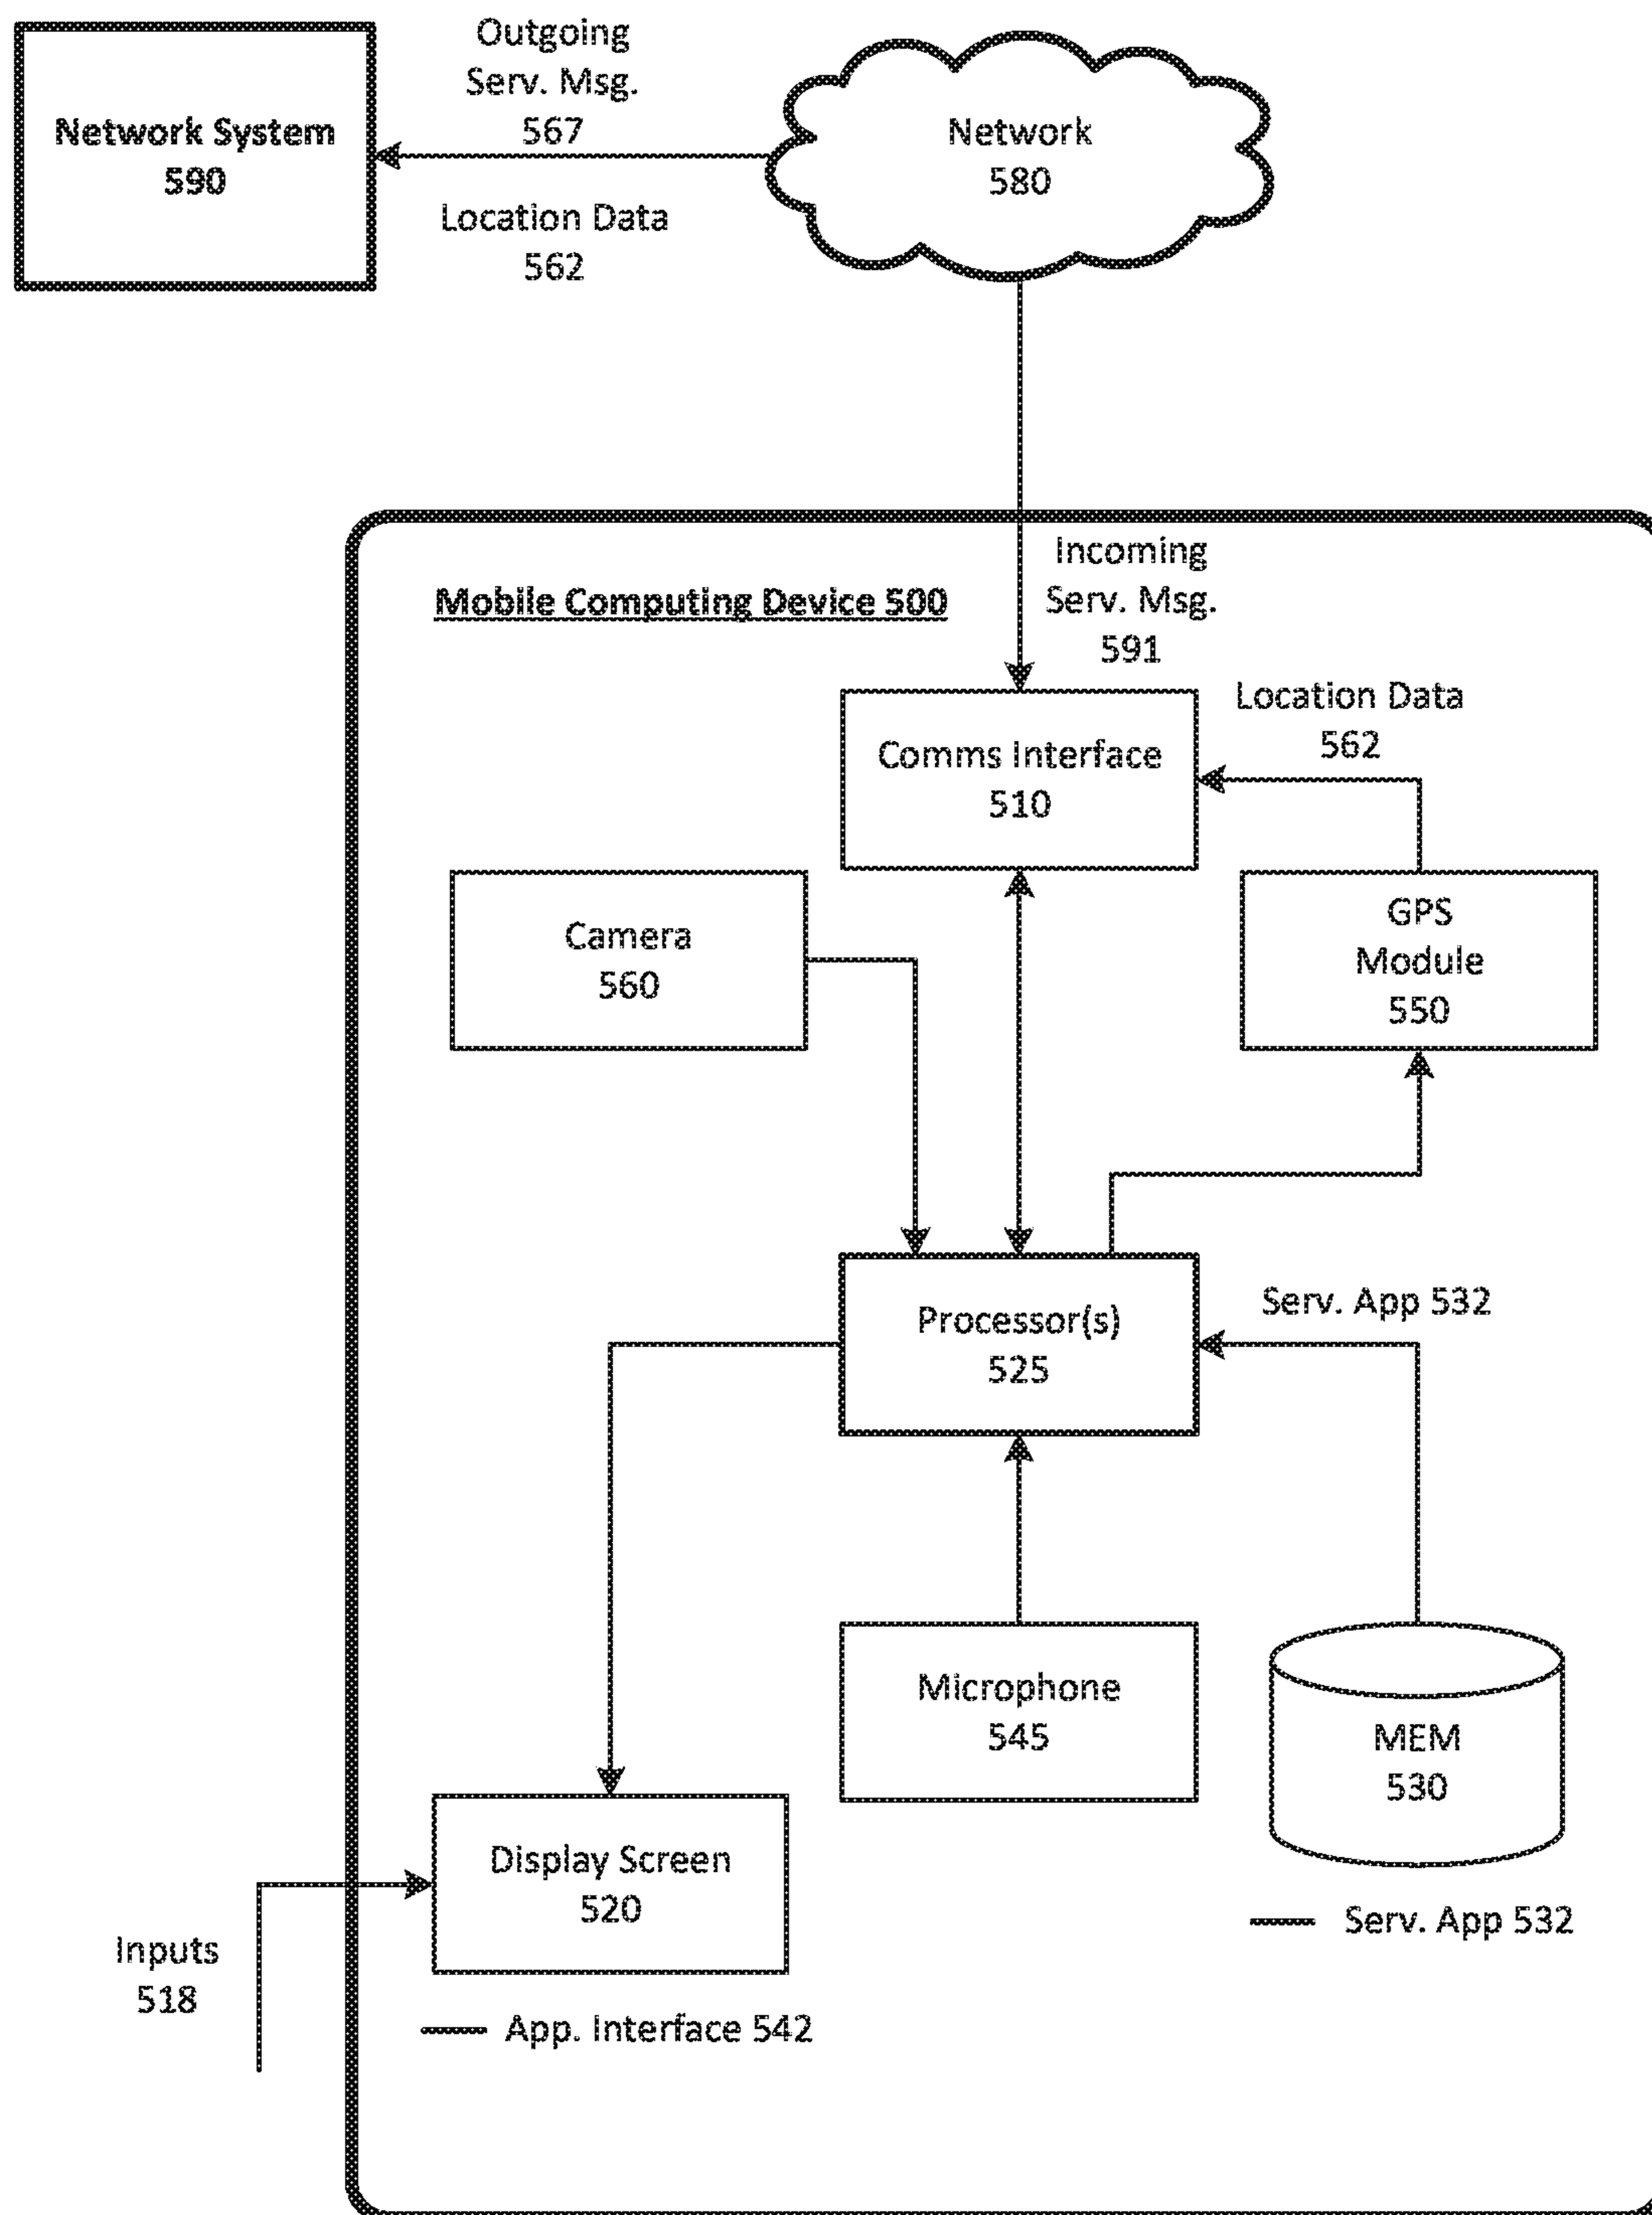 Outgoing
Serv. Msg.
567
Network System
590
Network
580
Location Data
562
Incoming
Serv. Msg.
591
Mobile Computing Device 500
Location Data
562
Comms Interface
510
Camera
560
GPS
Module
550
Processor(s)
525
Serv. App 532
Microphone
545
MEM
530
Display Screen
520
Serv. App 532
Inputs
518
App. Interface 542